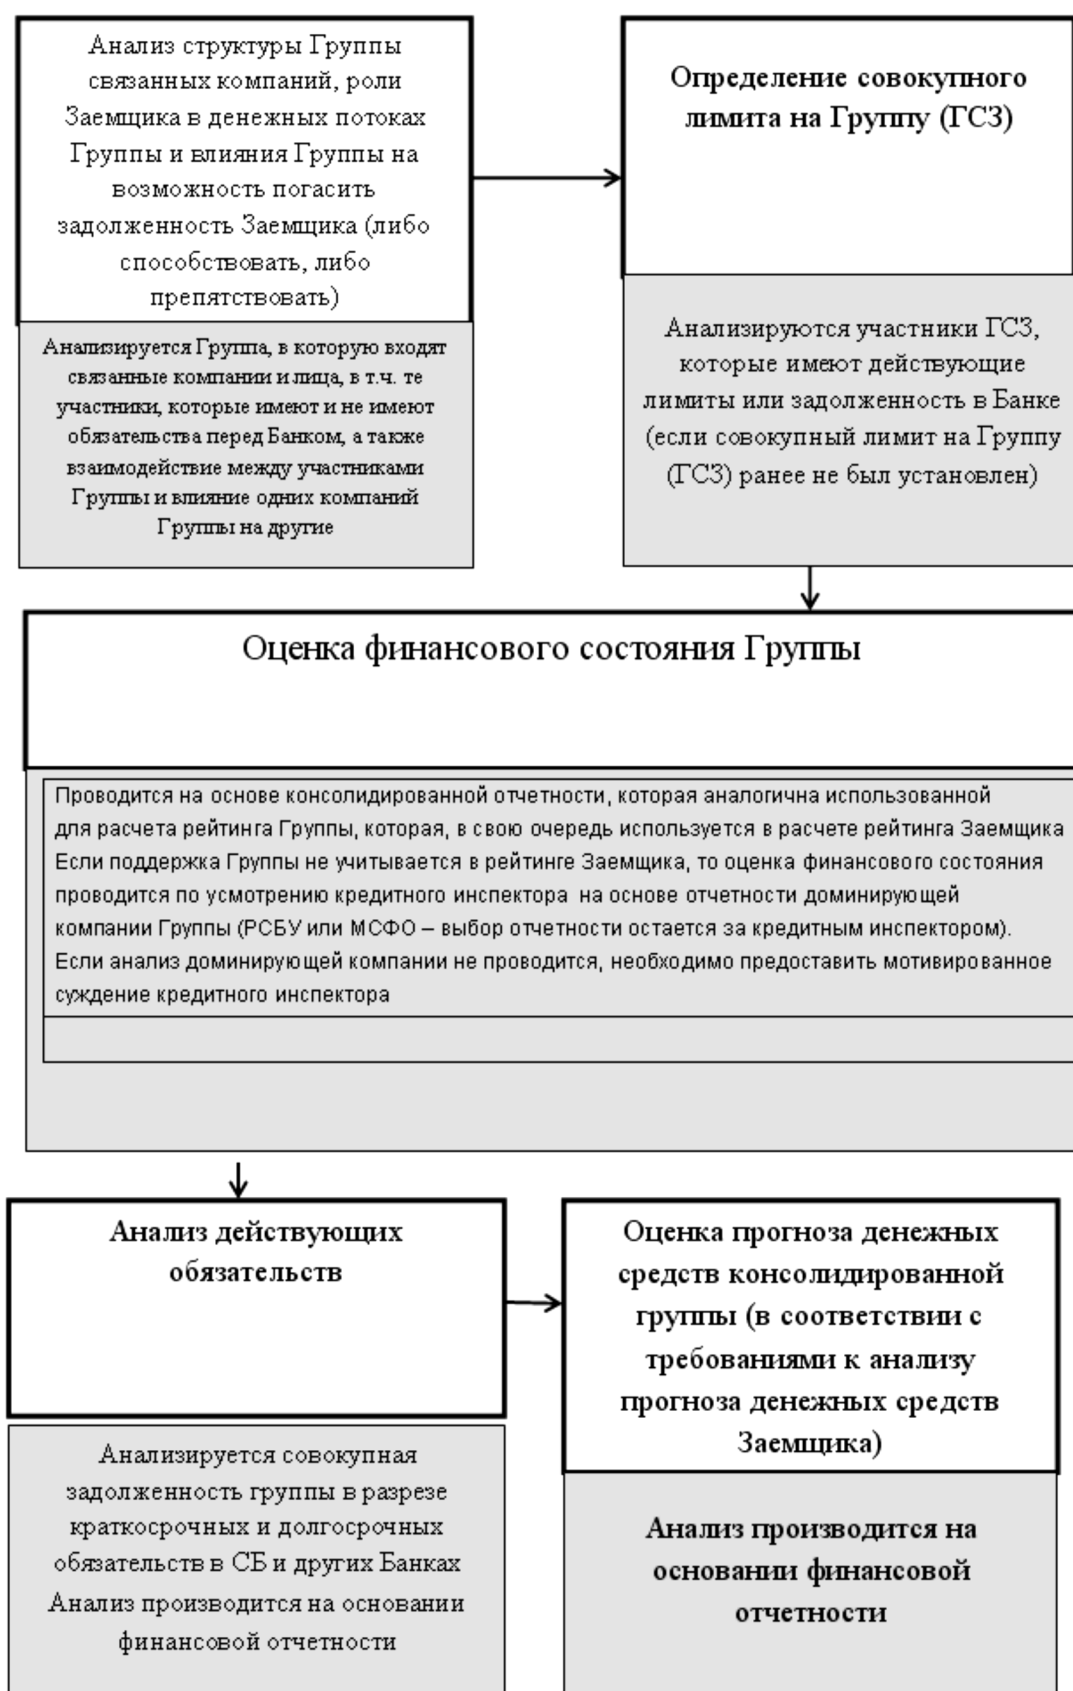 Анализ структуры Группы
связанных компаний, роли
Заемщика в денежных потоках
Группы и влияния Группы на
возможность погасить
задолженность Заемщика (либо
способствовать, либо
препятствовать)
Анализируется Группа, в которую входят
связанные компании и лица, в т.ч. те
участники, которые имеют и не имеют
обязательства перед Банком, а также
взаимодействие между участниками
Группы и влияние одних компаний
Группы на другие
Определение совокупного
лимита на Группу (ГСЗ)
Анализируются участники ГСЗ,
которые имеют действующие
лимиты или задолженность в Банке
(если совокупный лимит на Группу
(ГСЗ) ранее не был установлен)
Оценка финансового состояния Группы
Проводится на основе консолидированной отчетности, которая аналогична использованной
для расчета рейтинга Группы, которая, в свою очередь используется в расчете рейтинга Заемщика
Если поддержка Группы не учитывается в рейтинге Заемщика, то оценка финансового состояния
проводится по усмотрению кредитного инспектора на основе отчетности доминирующей
компании Группы (РСБУ или МСФО – выбор отчетности остается за кредитным инспектором).
Если анализ доминирующей компании не проводится, необходимо предоставить мотивированное
суждение кредитного инспектора
Анализ действующих
обязательств
Анализируется совокупная
задолженность группы в разрезе
краткосрочных и долгосрочных
обязательств в СБ и других Банках
Анализ производится на основании
финансовой отчетности
Оценка прогноза денежных
средств консолидированной
группы (в соответствии с
требованиями к анализу
прогноза денежных средств
Заемщика)
Анализ производится на
основании финансовой
отчетности